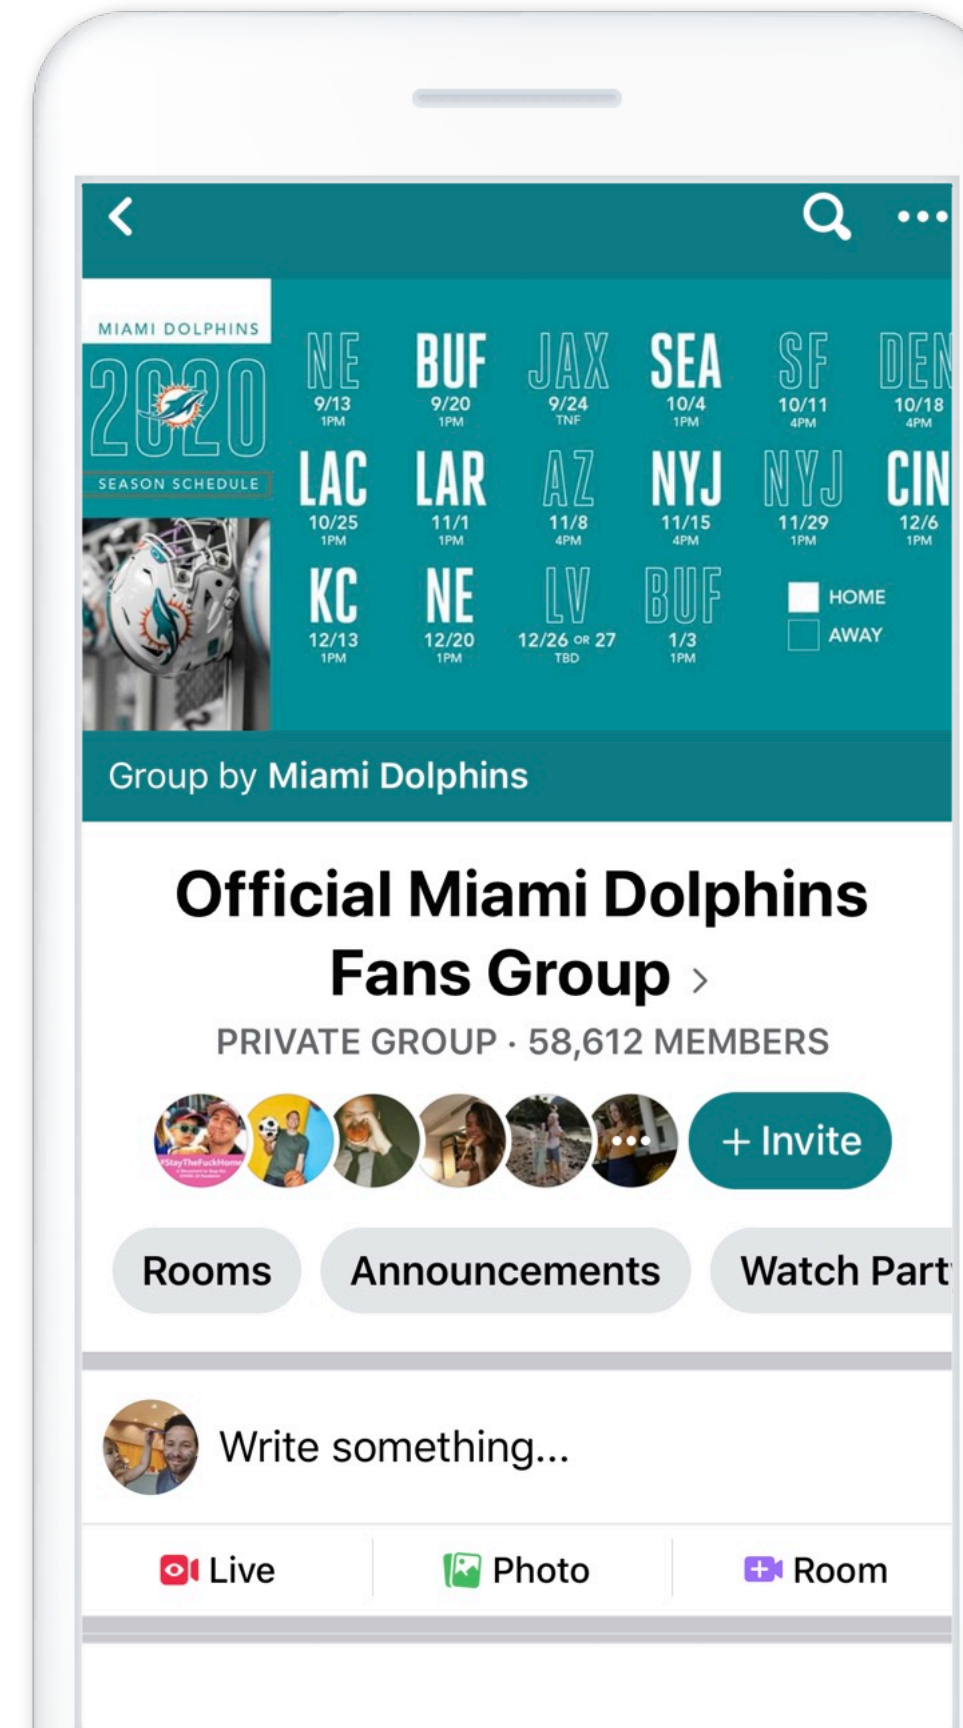 MIAMI DOLPHINS
2020
SEASON SCHEDULE
NE BUF JAX SEA SF DEN
9/13 9/20 9/24 10/4 10/11 10/18
1PM 1PM TNF 1PM 4PM 4PM
LAC LAR AZ NYJ NYJ CIN
10/25 11/1 11/8 11/15 11/29 12/6
1PM 1PM 4PM 4PM 1PM 1PM
KC NE LV BUF
12/13 12/20 12/26 OR 27 1/3
1PM 1PM TBD 1PM
HOME
AWAY
Group by Miami Dolphins
Official Miami Dolphins
Fans Group
PRIVATE GROUP · 58,612 MEMBERS
#StayTheFuckHome
+ Invite
Rooms Announcements Watch Part
Write something...
Live Photo Room